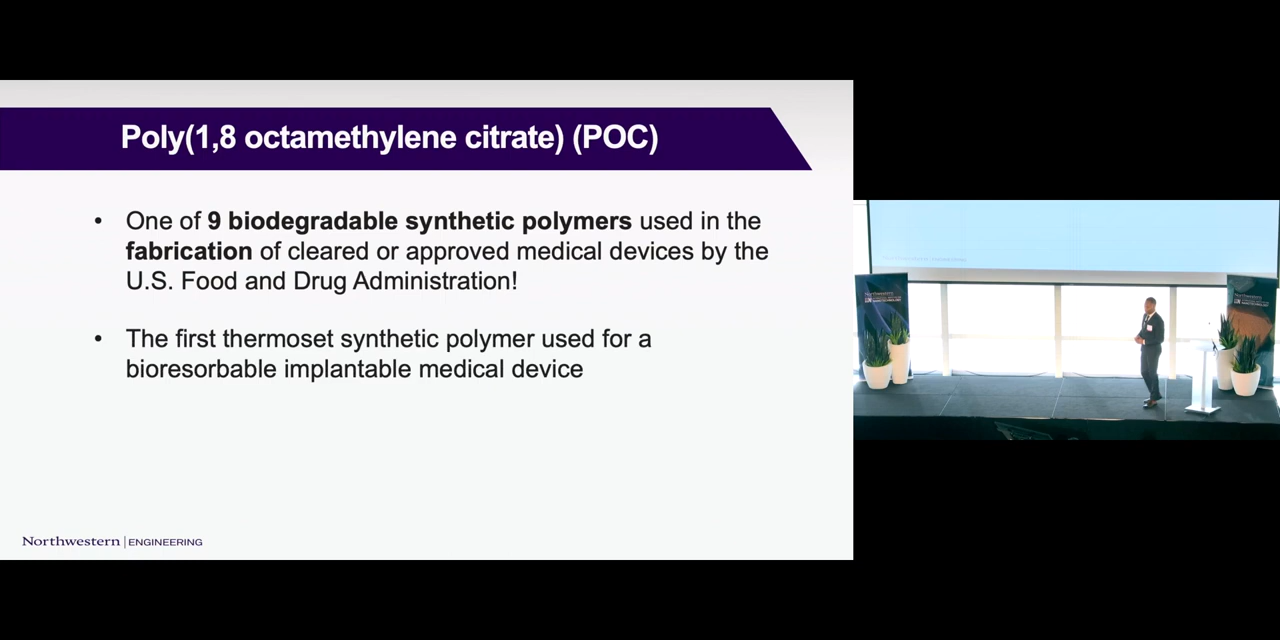 Poly(1,8 octamethylene citrate) (POC)
• One of 9 biodegradable synthetic polymers used in the
fabrication of cleared or approved medical devices by the
U.S. Food and Drug Administration!
• The first thermoset synthetic polymer used for a
bioresorbable implantable medical device
Northwestern | ENGINEERING
Northwestern